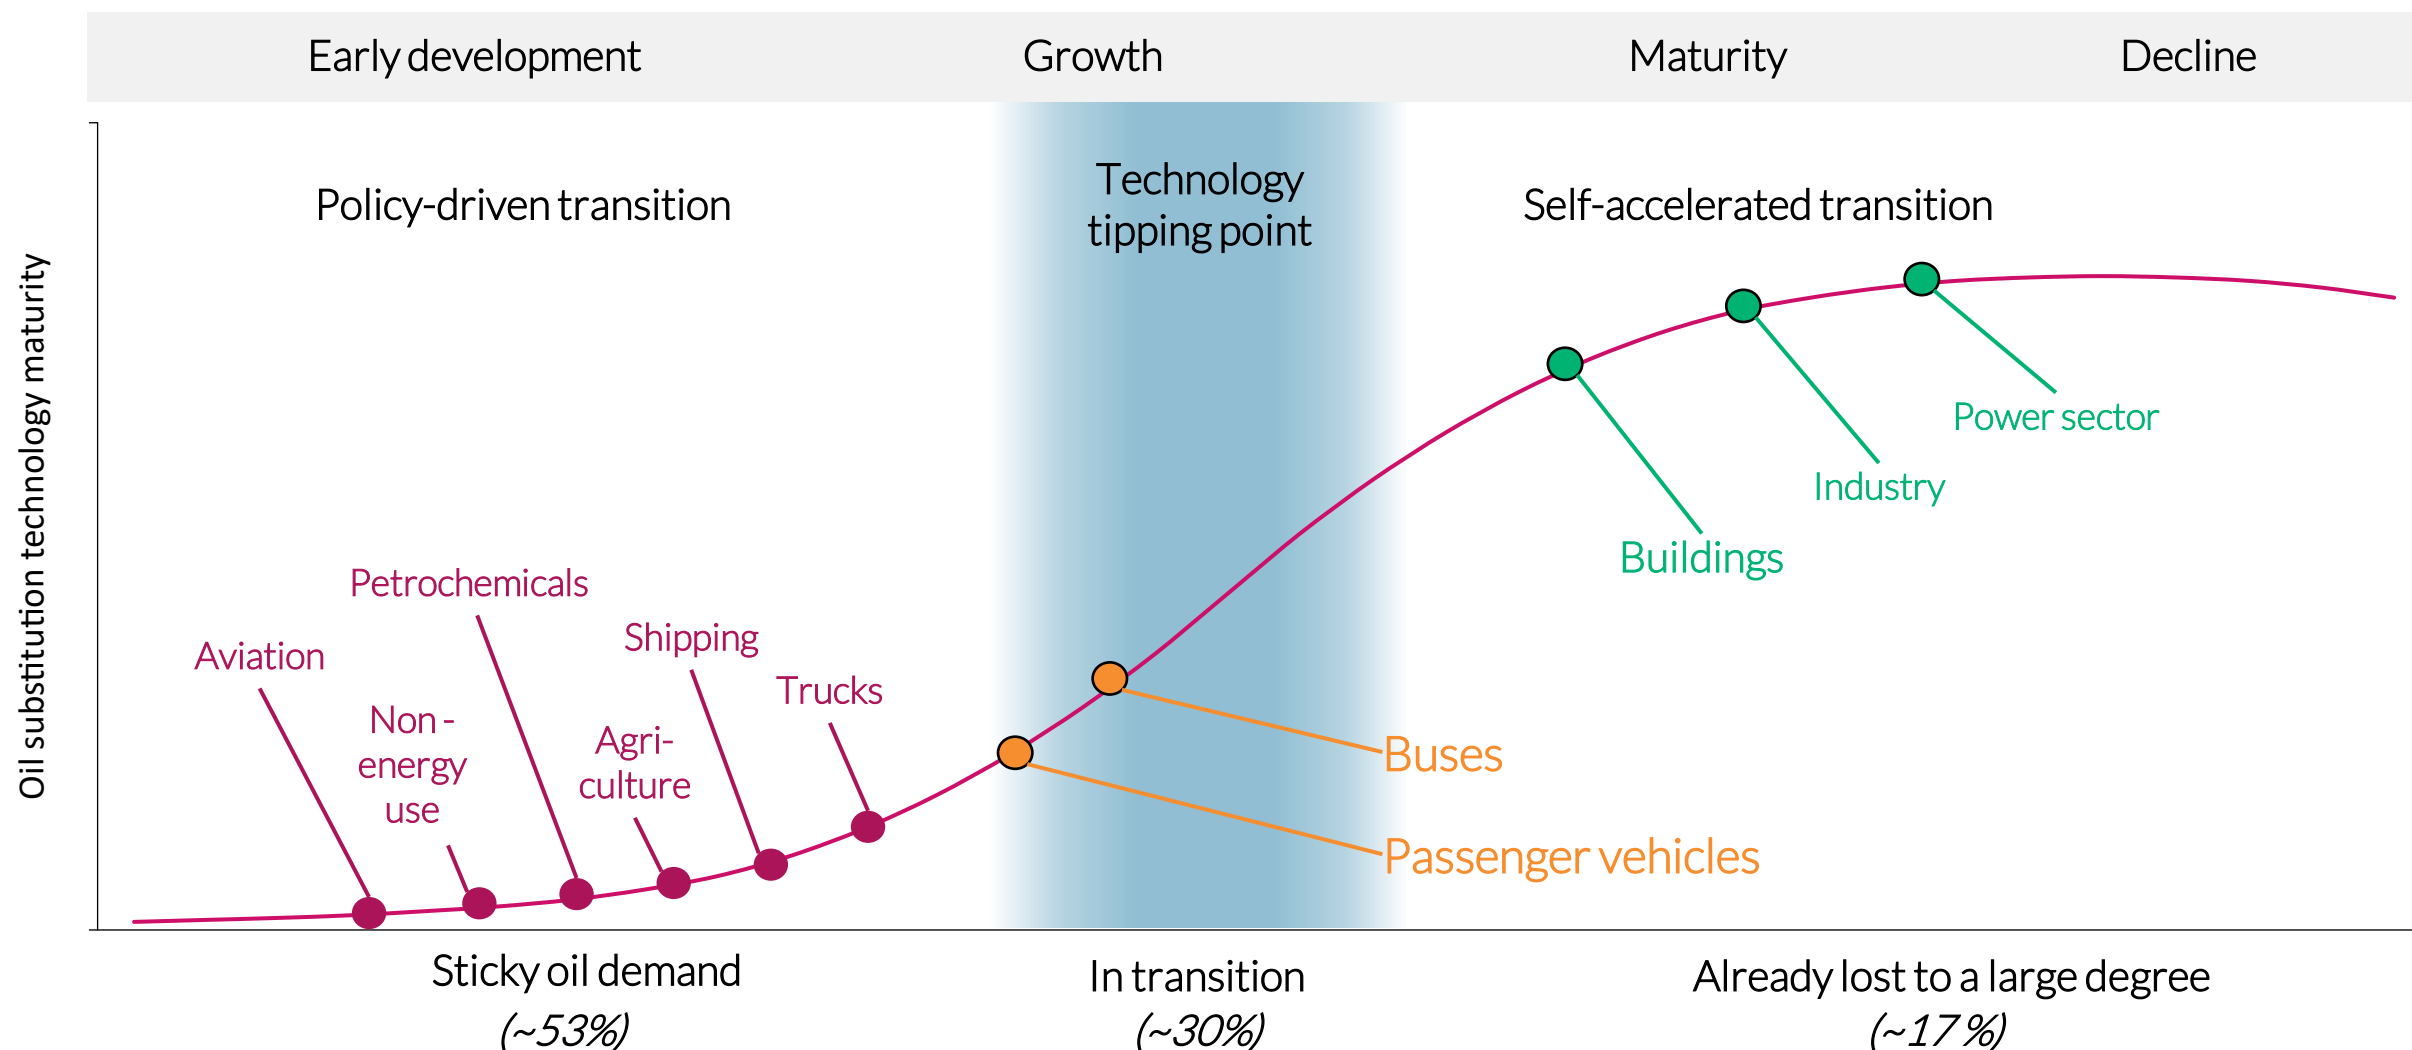 Early development
Growth
Maturity
Decline
Policy-driven transition
Technology
tipping point
Self-accelerated transition
Oil substitution technology maturity
Power sector
Industry
Buildings
Petrochemicals
Shipping
Aviation
Trucks
Non -
energy
use
Agri-
culture
Buses
Passenger vehicles
Sticky oil demand
(~53%)
In transition
(~30%)
Already lost to a large degree
(~17%)